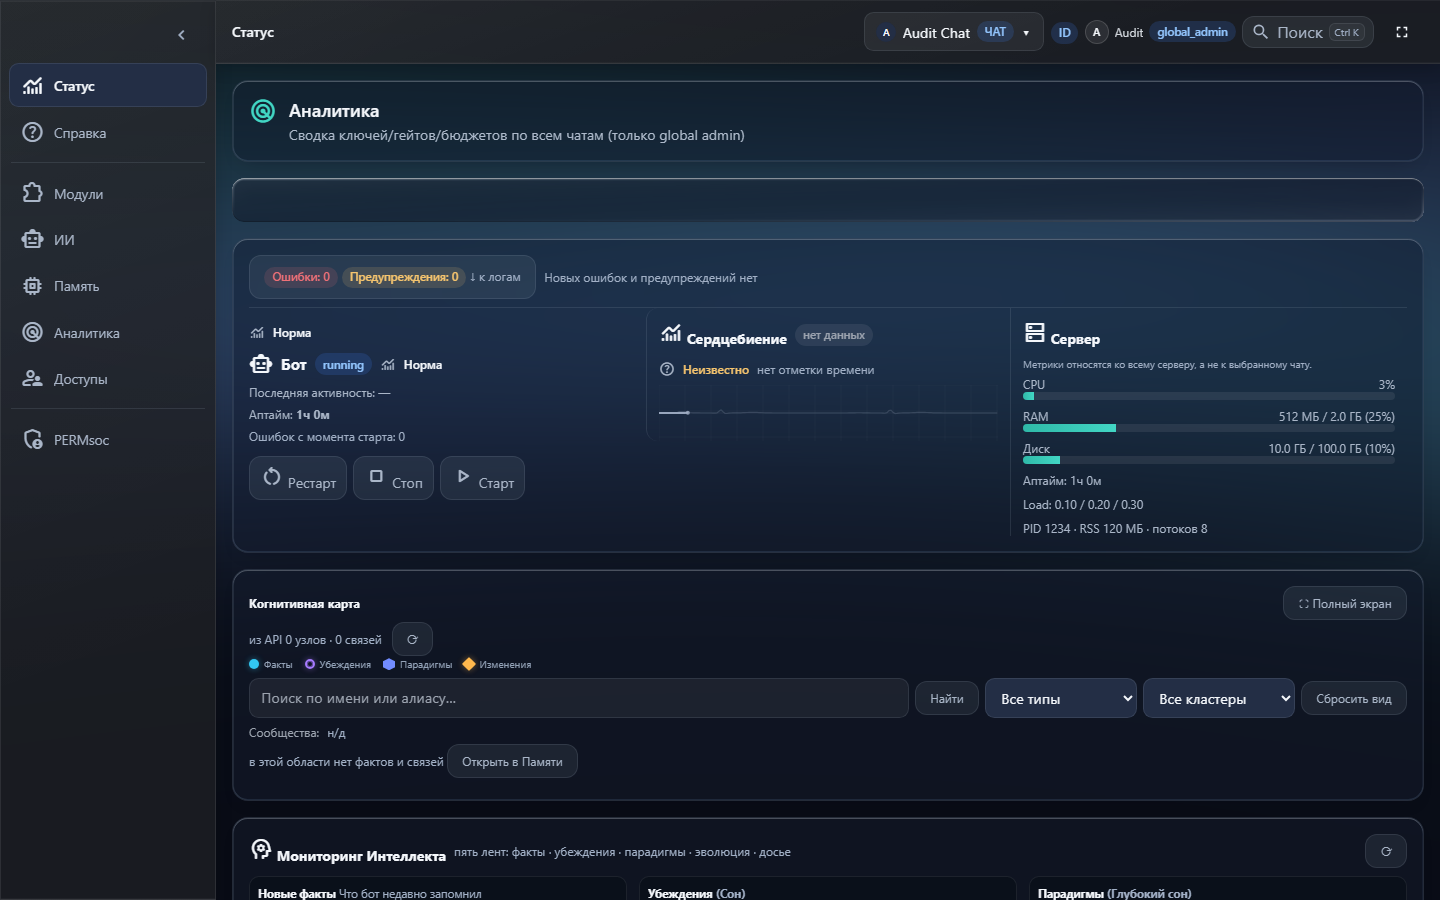 Статус
Справка
Модули
ИИ
Память
Аналитика
Доступы
PERMsoc
Статус
A Audit Chat ЧАТ ▾ ID A Audit global_admin Поиск Ctrl K
Аналитика
Сводка ключей/гейтов/бюджетов по всем чатам (только global admin)
Ошибки: 0 Предупреждения: 0 ↓ к логам Новых ошибок и предупреждений нет
Норма
Бот running Норма
Последняя активность: —
Аптайм: 1ч 0м
Ошибок с момента старта: 0
Рестарт Стоп Старт
Сердцебиение нет данных
Неизвестно нет отметки времени
Сервер
Метрики относятся ко всему серверу, а не к выбранному чату.
CPU 3%
RAM 512 МБ / 2.0 ГБ (25%)
Диск 10.0 ГБ / 100.0 ГБ (10%)
Аптайм: 1ч 0м
Load: 0.10 / 0.20 / 0.30
PID 1234 · RSS 120 МБ · потоков 8
Когнитивная карта
⛶ Полный экран
из API 0 узлов · 0 связей ⟳
Факты Убеждения Парадигмы Изменения
Поиск по имени или алиасу... Найти Все типы Все кластеры Сбросить вид
Сообщества: н/д
в этой области нет фактов и связей Открыть в Памяти
Мониторинг Интеллекта пять лент: факты · убеждения · парадигмы · эволюция · досье ⟳
Новые факты Что бот недавно запомнил
Убеждения (Сон)
Парадигмы (Глубокий сон)